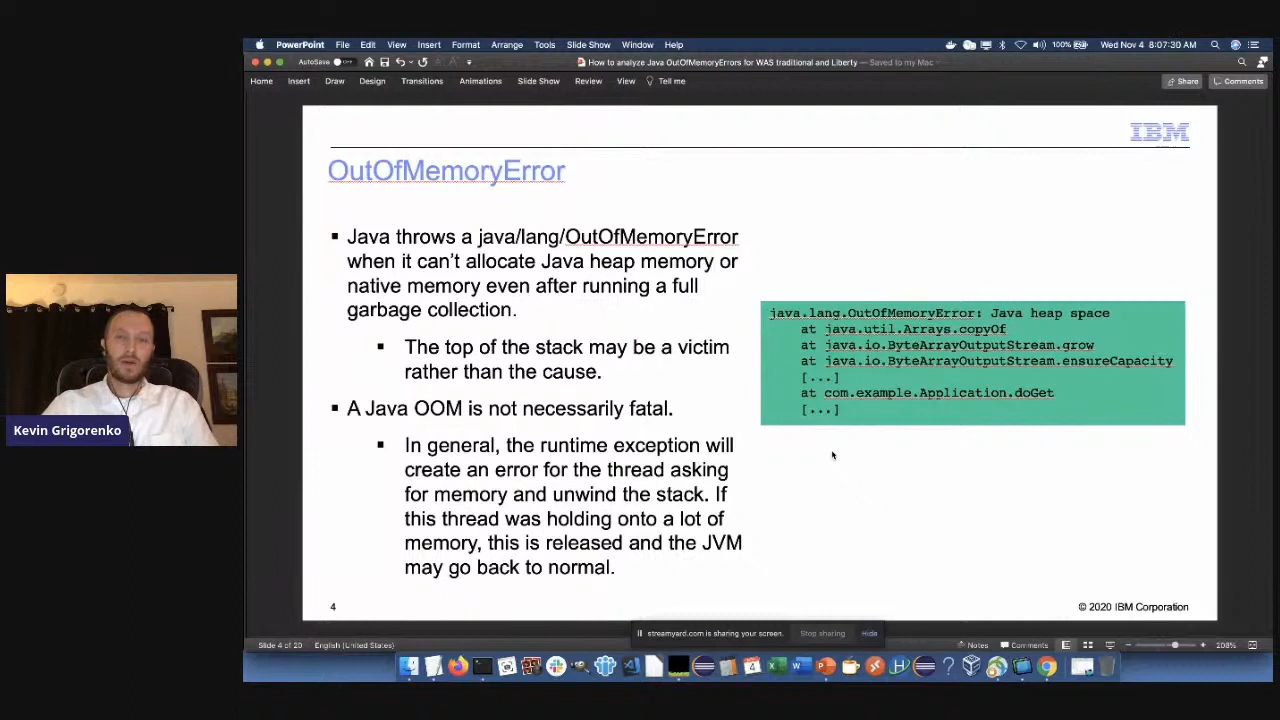 PowerPoint File Edit View Insert Format Arrange Tools Slide Show Window Help 100% Wed Nov 4 8:07:30 AM
AutoSave OFF How to analyze Java OutOfMemoryErrors for WAS traditional and Liberty — Saved to my Mac
Home Insert Draw Design Transitions Animations Slide Show Review View Tell me Share Comments
IBM
OutOfMemoryError
▪ Java throws a java/lang/OutOfMemoryError
when it can't allocate Java heap memory or
native memory even after running a full
garbage collection.
▪ The top of the stack may be a victim
rather than the cause.
▪ A Java OOM is not necessarily fatal.
▪ In general, the runtime exception will
create an error for the thread asking
for memory and unwind the stack. If
this thread was holding onto a lot of
memory, this is released and the JVM
may go back to normal.
java.lang.OutOfMemoryError: Java heap space
at java.util.Arrays.copyOf
at java.io.ByteArrayOutputStream.grow
at java.io.ByteArrayOutputStream.ensureCapacity
[...]
at com.example.Application.doGet
[...]
Kevin Grigorenko
4
© 2020 IBM Corporation
streamyard.com is sharing your screen. Stop sharing Hide
Slide 4 of 20 English (United States) Notes Comments 208%